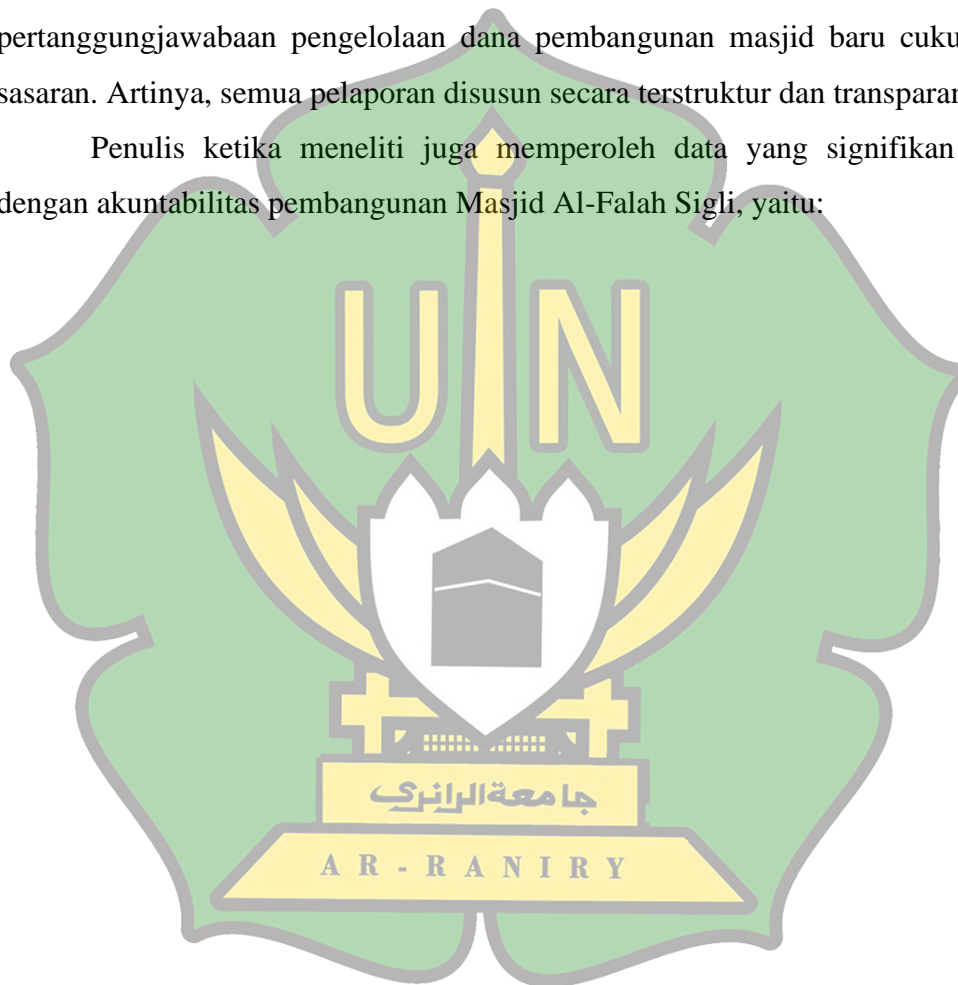 pertanggungjawabaan pengelolaan dana pembangunan masjid baru
sasaran. Artinya, semua pelaporan disusun secara terstruktur dan transparan
Penulis ketika meneliti juga memperoleh data yang signifikan
dengan akuntabilitas pembangunan Masjid Al-Falah Sigli, yaitu:
UIN
جامعة الرانري
AR-RANIRY